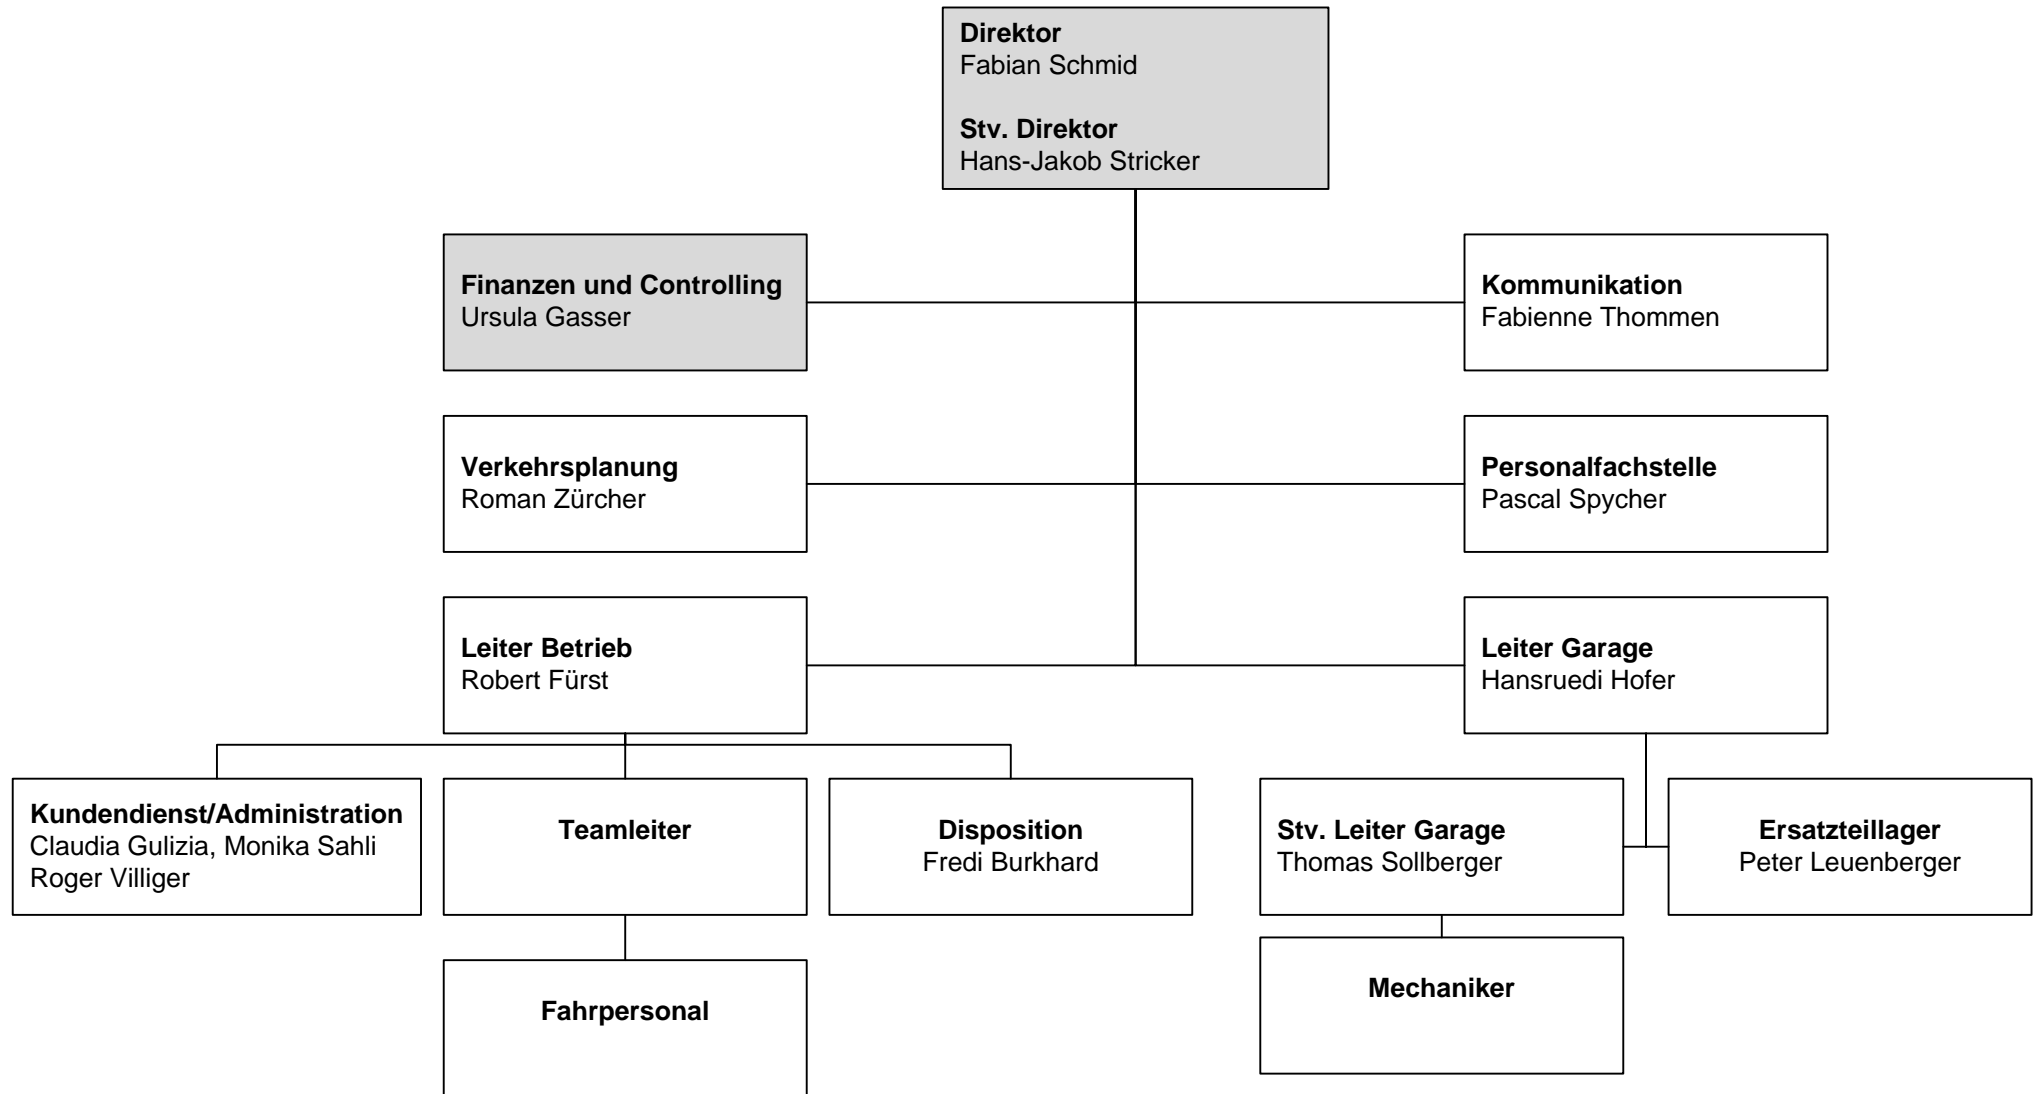 Direktor
Fabian Schmid
Stv. Direktor
Hans-Jakob Stricker
Finanzen und Controlling
Ursula Gasser
Kommunikation
Fabienne Thommen
Verkehrsplanung
Roman Zürcher
Personalfachstelle
Pascal Spycher
Leiter Betrieb
Robert Fürst
Leiter Garage
Hansruedi Hofer
Kundendienst/Administration
Claudia Gulizia, Monika Sahli
Roger Villiger
Teamleiter
Disposition
Fredi Burkhard
Stv. Leiter Garage
Thomas Sollberger
Ersatzteillager
Peter Leuenberger
Fahrpersonal
Mechaniker